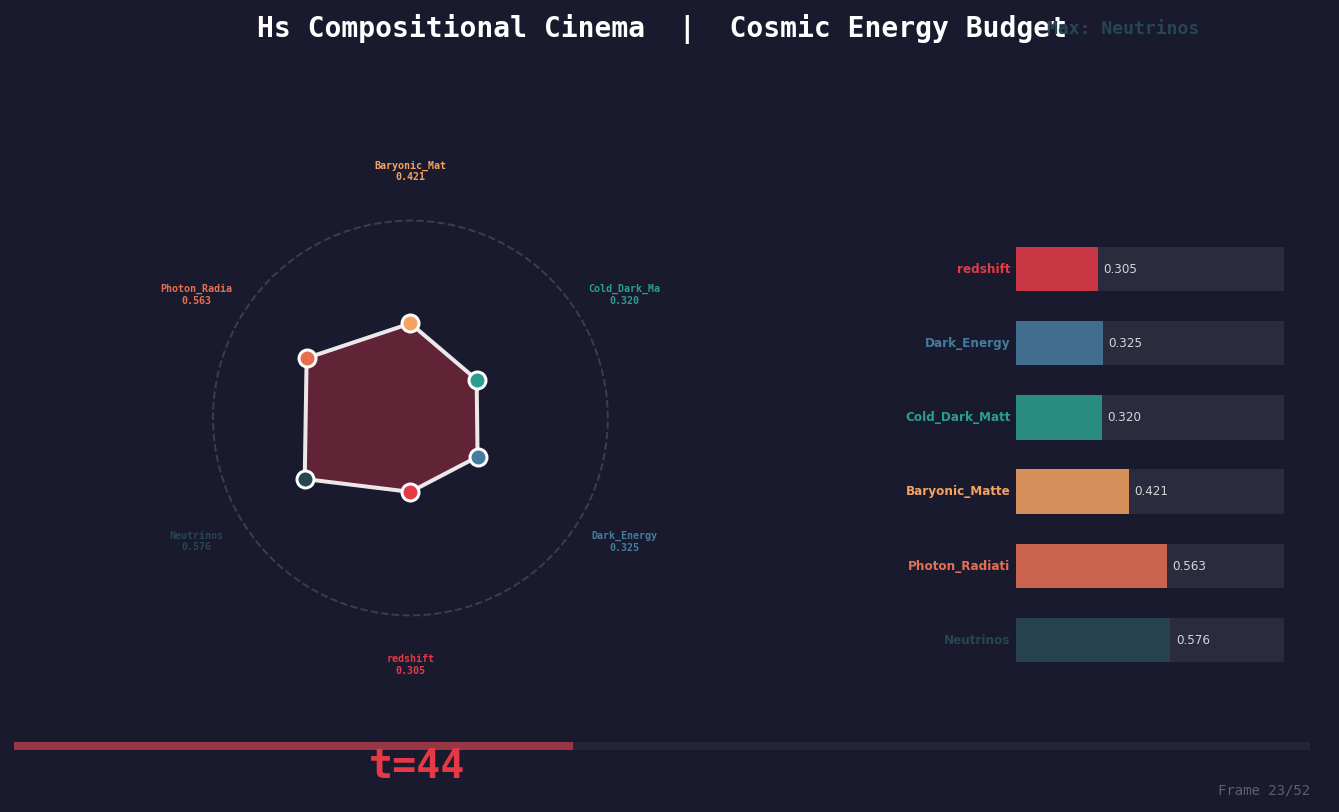 Hs Compositional Cinema | Cosmic Energy Budget
Max: Neutrinos
Baryonic_Mat
0.421
Photon_Radia
0.563
Cold_Dark_Ma
0.320
Neutrinos
0.576
Dark_Energy
0.325
redshift
0.305
redshift
0.305
Dark_Energy
0.325
Cold_Dark_Matt
0.320
Baryonic_Matte
0.421
Photon_Radiati
0.563
Neutrinos
0.576
t=44
Frame 23/52